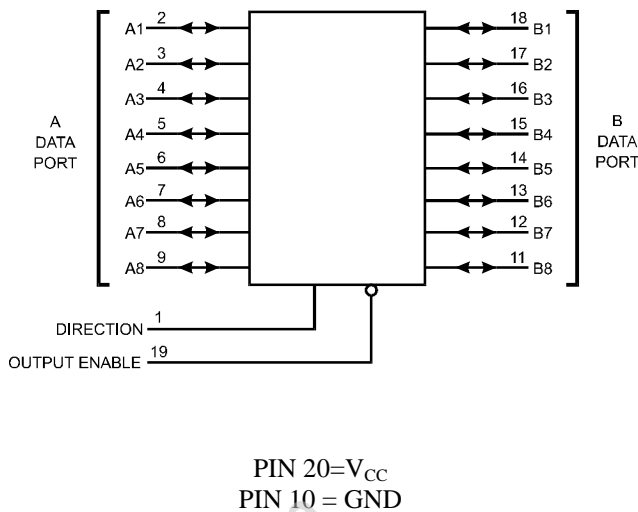 A1 2 18 B1
A2 3 17 B2
A3 4 16 B3
A4 5 15 B4
A5 6 14 B5
A6 7 13 B6
A7 8 12 B7
A8 9 11 B8
A
DATA
PORT
B
DATA
PORT
DIRECTION 1
OUTPUT ENABLE 19
PIN 20=VCC
PIN 10 = GND